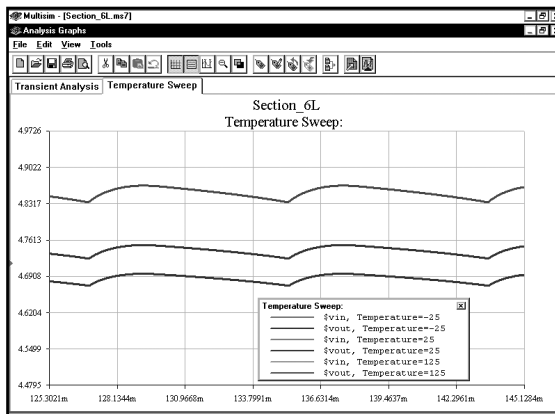 Multisim - [Section_6L.ms7]
Analysis Graphs
File Edit View Tools
Transient Analysis Temperature Sweep
Section_6L
Temperature Sweep:
4.9726
4.9022
4.8317
4.7613
4.6908
4.6204
4.5499
4.4795
Temperature Sweep:
$vin, Temperature=-25
$vout, Temperature=-25
$vin, Temperature=25
$vout, Temperature=25
$vin, Temperature=125
$vout, Temperature=125
125.3021m 128.1344m 130.9668m 133.7991m 136.6314m 139.4637m 142.2961m 145.1284m